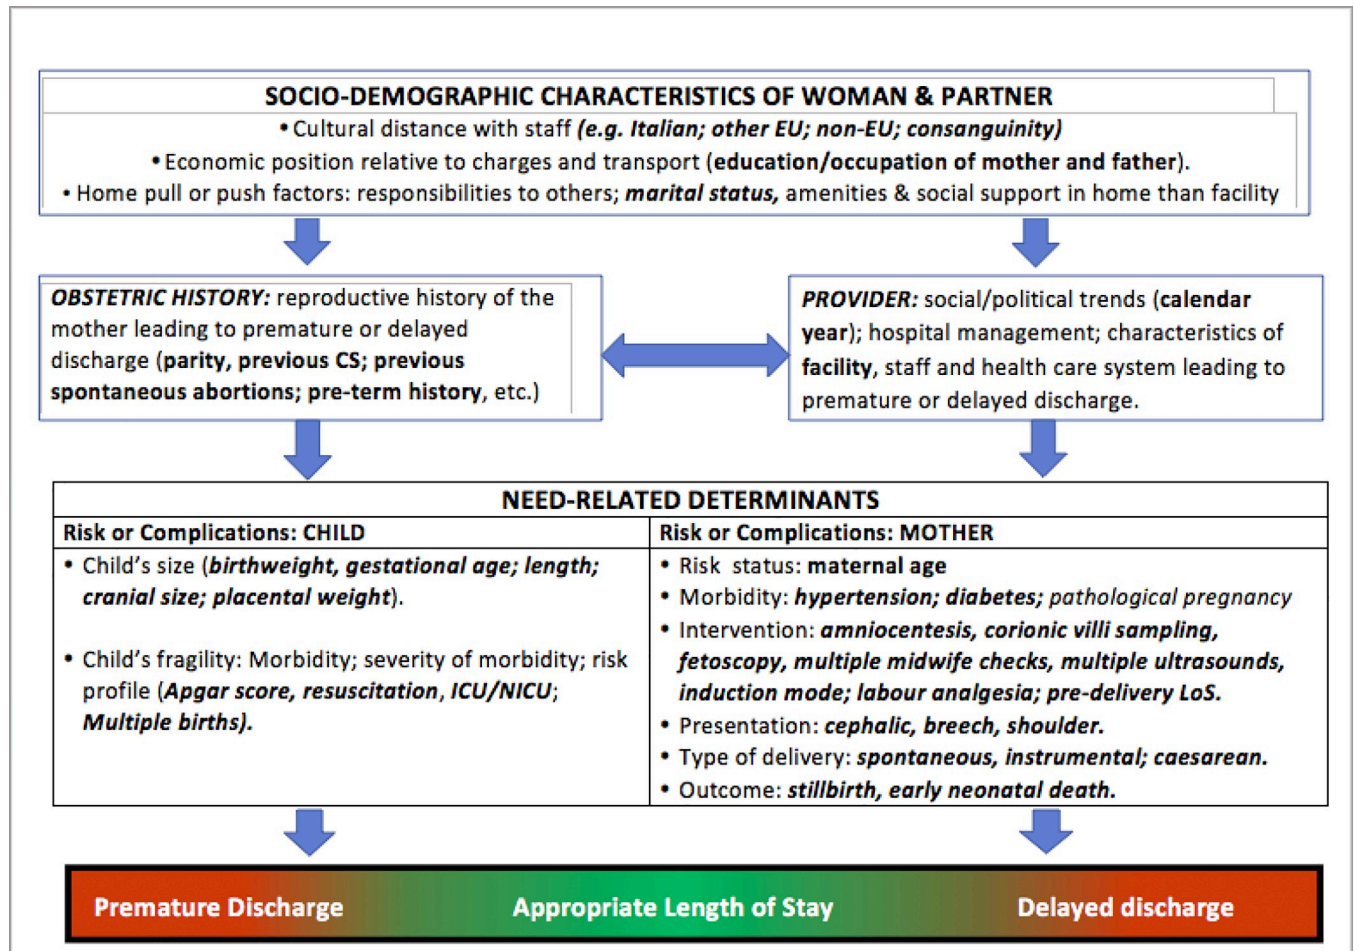 SOCIO-DEMOGRAPHIC CHARACTERISTICS OF WOMAN & PARTNER
• Cultural distance with staff (e.g. Italian; other EU; non-EU; consanguinity)
• Economic position relative to charges and transport (education/occupation of mother and father).
• Home pull or push factors: responsibilities to others; marital status, amenities & social support in home than facility
OBSTETRIC HISTORY: reproductive history of the
mother leading to premature or delayed
discharge (parity, previous CS; previous
spontaneous abortions; pre-term history, etc.)
PROVIDER: social/political trends (calendar
year); hospital management; characteristics of
facility, staff and health care system leading to
premature or delayed discharge.
NEED-RELATED DETERMINANTS
Risk or Complications: CHILD
• Child's size (birthweight, gestational age; length;
cranial size; placental weight).
• Child's fragility: Morbidity; severity of morbidity; risk
profile (Apgar score, resuscitation, ICU/NICU;
Multiple births).
Risk or Complications: MOTHER
• Risk status: maternal age
• Morbidity: hypertension; diabetes; pathological pregnancy
• Intervention: amniocentesis, corionic villi sampling,
fetoscopy, multiple midwife checks, multiple ultrasounds,
induction mode; labour analgesia; pre-delivery LoS.
• Presentation: cephalic, breech, shoulder.
• Type of delivery: spontaneous, instrumental; caesarean.
• Outcome: stillbirth, early neonatal death.
Premature Discharge
Appropriate Length of Stay
Delayed discharge